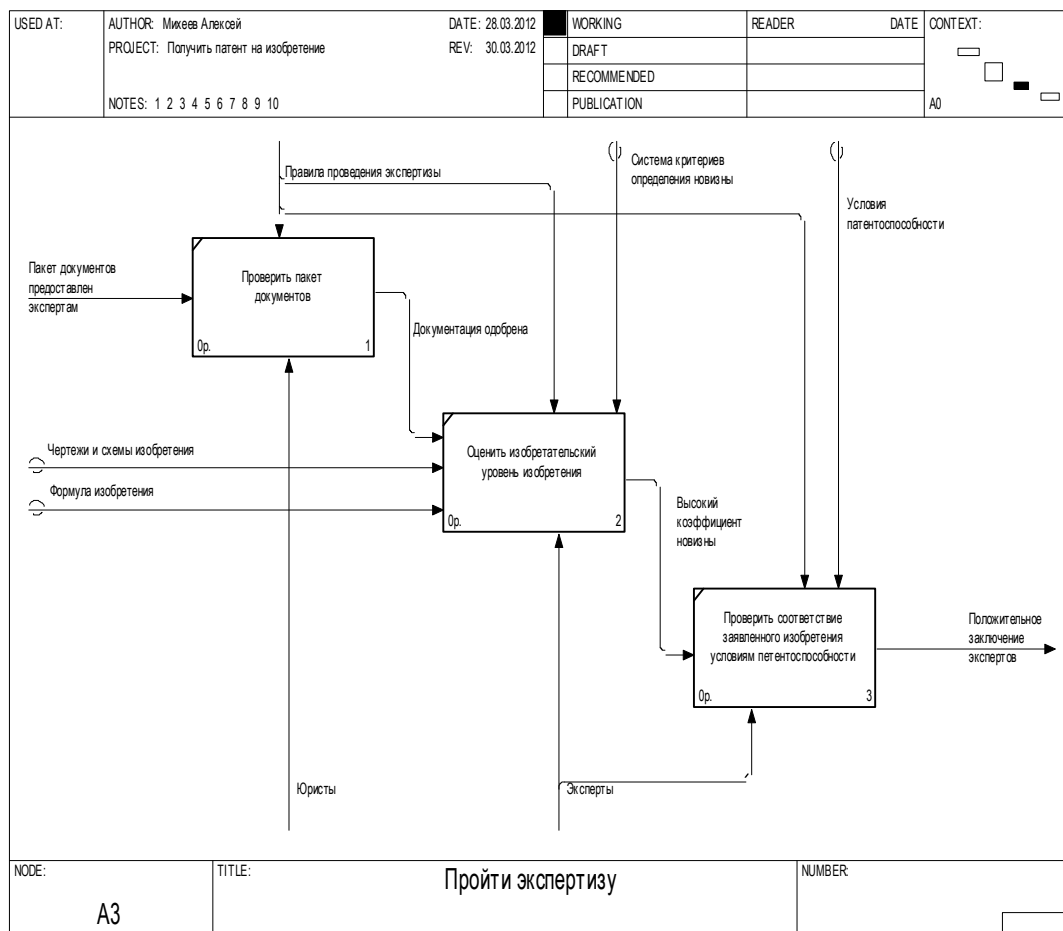 USED AT:
AUTHOR: Михеев Алексей
DATE: 28.03.2012
PROJECT: Получить патент на изобретение
REV: 30.03.2012
NOTES: 1 2 3 4 5 6 7 8 9 10
WORKING
DRAFT
RECOMMENDED
PUBLICATION
READER DATE
CONTEXT:
A0
Правила проведения экспертизы
Система критериев
определения новизны
Условия
патентоспособности
Пакет документов
предоставлен
экспертам
Проверить пакет
документов
0р. 1
Документация одобрена
Чертежи и схемы изобретения
Формула изобретения
Оценить изобретательский
уровень изобретения
0р. 2
Высокий
коэффициент
новизны
Проверить соответствие
заявленного изобретения
условиям петентоспособности
0р. 3
Положительное
заключение
экспертов
Юристы
Эксперты
NODE:
A3
TITLE:
Пройти экспертизу
NUMBER: